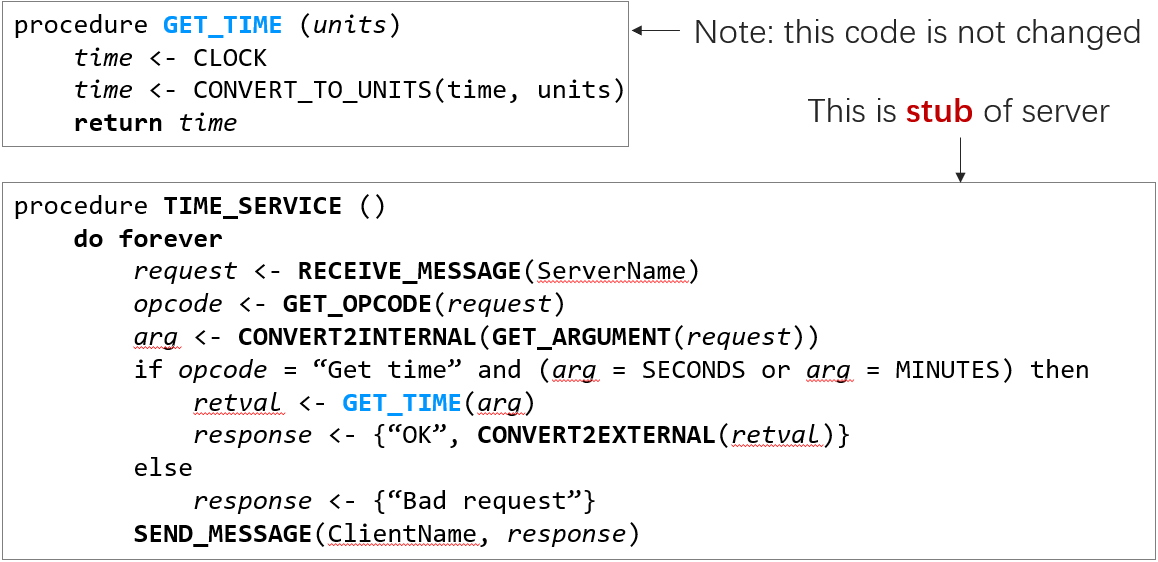 procedure GET_TIME (units)
time <- CLOCK
time <- CONVERT_TO_UNITS(time, units)
return time
Note: this code is not changed
This is stub of server
procedure TIME_SERVICE ()
do forever
request <- RECEIVE_MESSAGE(ServerName)
opcode <- GET_OPCODE(request)
arg <- CONVERT2INTERNAL(GET_ARGUMENT(request))
if opcode = “Get time” and (arg = SECONDS or arg = MINUTES) then
retval <- GET_TIME(arg)
response <- {“OK”, CONVERT2EXTERNAL(retval)}
else
response <- {“Bad request”}
SEND_MESSAGE(ClientName, response)